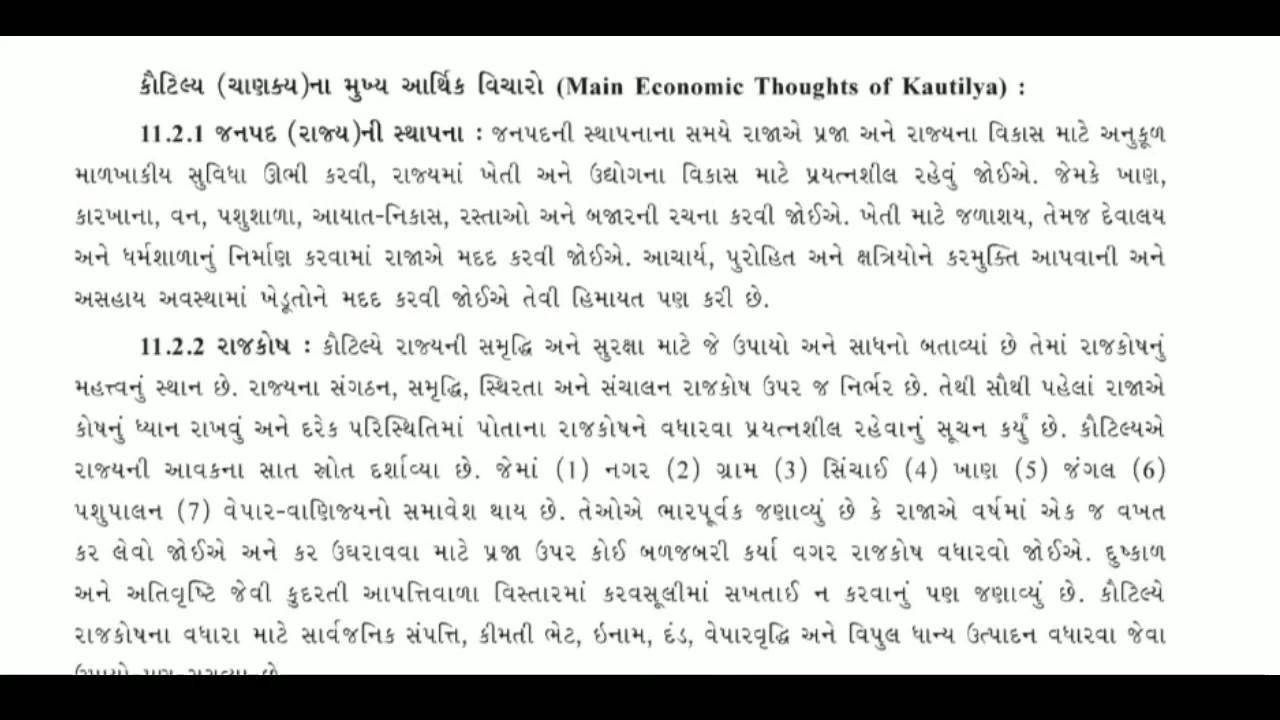 કૌટિલ્ય (ચાણક્ય)ના મુખ્ય આર્થિક વિચારો (Main Economic Thoughts of Kautilya) :
11.2.1 જનપદ (રાજ્ય)ની સ્થાપના : જનપદની સ્થાપનાના સમયે રાજાએ પ્રજા અને રાજ્યના વિકાસ માટે અનુકૂળ
માળખાકીય સુવિધા ઊભી કરવી, રાજ્યમાં ખેતી અને ઉદ્યોગના વિકાસ માટે પ્રયત્નશીલ રહેવું જોઈએ. જેમકે ખાણ,
કારખાના, વન, પશુશાળા, આયાત-નિકાસ, રસ્તાઓ અને બજારની રચના કરવી જોઈએ. ખેતી માટે જળાશય, તેમજ દેવાલય
અને ધર્મશાળાનું નિર્માણ કરવામાં રાજાએ મદદ કરવી જોઈએ. આચાર્ય, પુરોહિત અને ક્ષત્રિયોને કરમુક્તિ આપવાની અને
અસહાય અવસ્થામાં ખેડૂતોને મદદ કરવી જોઈએ તેવી હિમાયત પણ કરી છે.
11.2.2 રાજકોષ : કૌટિલ્યે રાજ્યની સમૃદ્ધિ અને સુરક્ષા માટે જે ઉપાયો અને સાધનો બતાવ્યાં છે તેમાં રાજકોષનું
મહત્ત્વનું સ્થાન છે. રાજ્યના સંગઠન, સમૃદ્ધિ, સ્થિરતા અને સંચાલન રાજકોષ ઉપર જ નિર્ભર છે. તેથી સૌથી પહેલાં રાજાએ
કોષનું ધ્યાન રાખવું અને દરેક પરિસ્થિતિમાં પોતાના રાજકોષને વધારવા પ્રયત્નશીલ રહેવાનું સૂચન કર્યું છે. કૌટિલ્યએ
રાજ્યની આવકના સાત સ્રોત દર્શાવ્યા છે. જેમાં (1) નગર (2) ગ્રામ (3) સિંચાઈ (4) ખાણ (5) જંગલ (6)
પશુપાલન (7) વેપાર-વાણિજ્યનો સમાવેશ થાય છે. તેઓએ ભારપૂર્વક જણાવ્યું છે કે રાજાએ વર્ષમાં એક જ વખત
કર લેવો જોઈએ અને કર ઉઘરાવવા માટે પ્રજા ઉપર કોઈ બળજબરી કર્યા વગર રાજકોષ વધારવો જોઈએ. દુષ્કાળ
અને અતિવૃષ્ટિ જેવી કુદરતી આપત્તિવાળા વિસ્તારમાં કરવસૂલીમાં સખતાઈ ન કરવાનું પણ જણાવ્યું છે. કૌટિલ્યે
રાજકોષના વધારા માટે સાર્વજનિક સંપત્તિ, કીમતી ભેટ, ઇનામ, દંડ, વેપારવૃદ્ધિ અને વિપુલ ધાન્ય ઉત્પાદન વધારવા જેવા